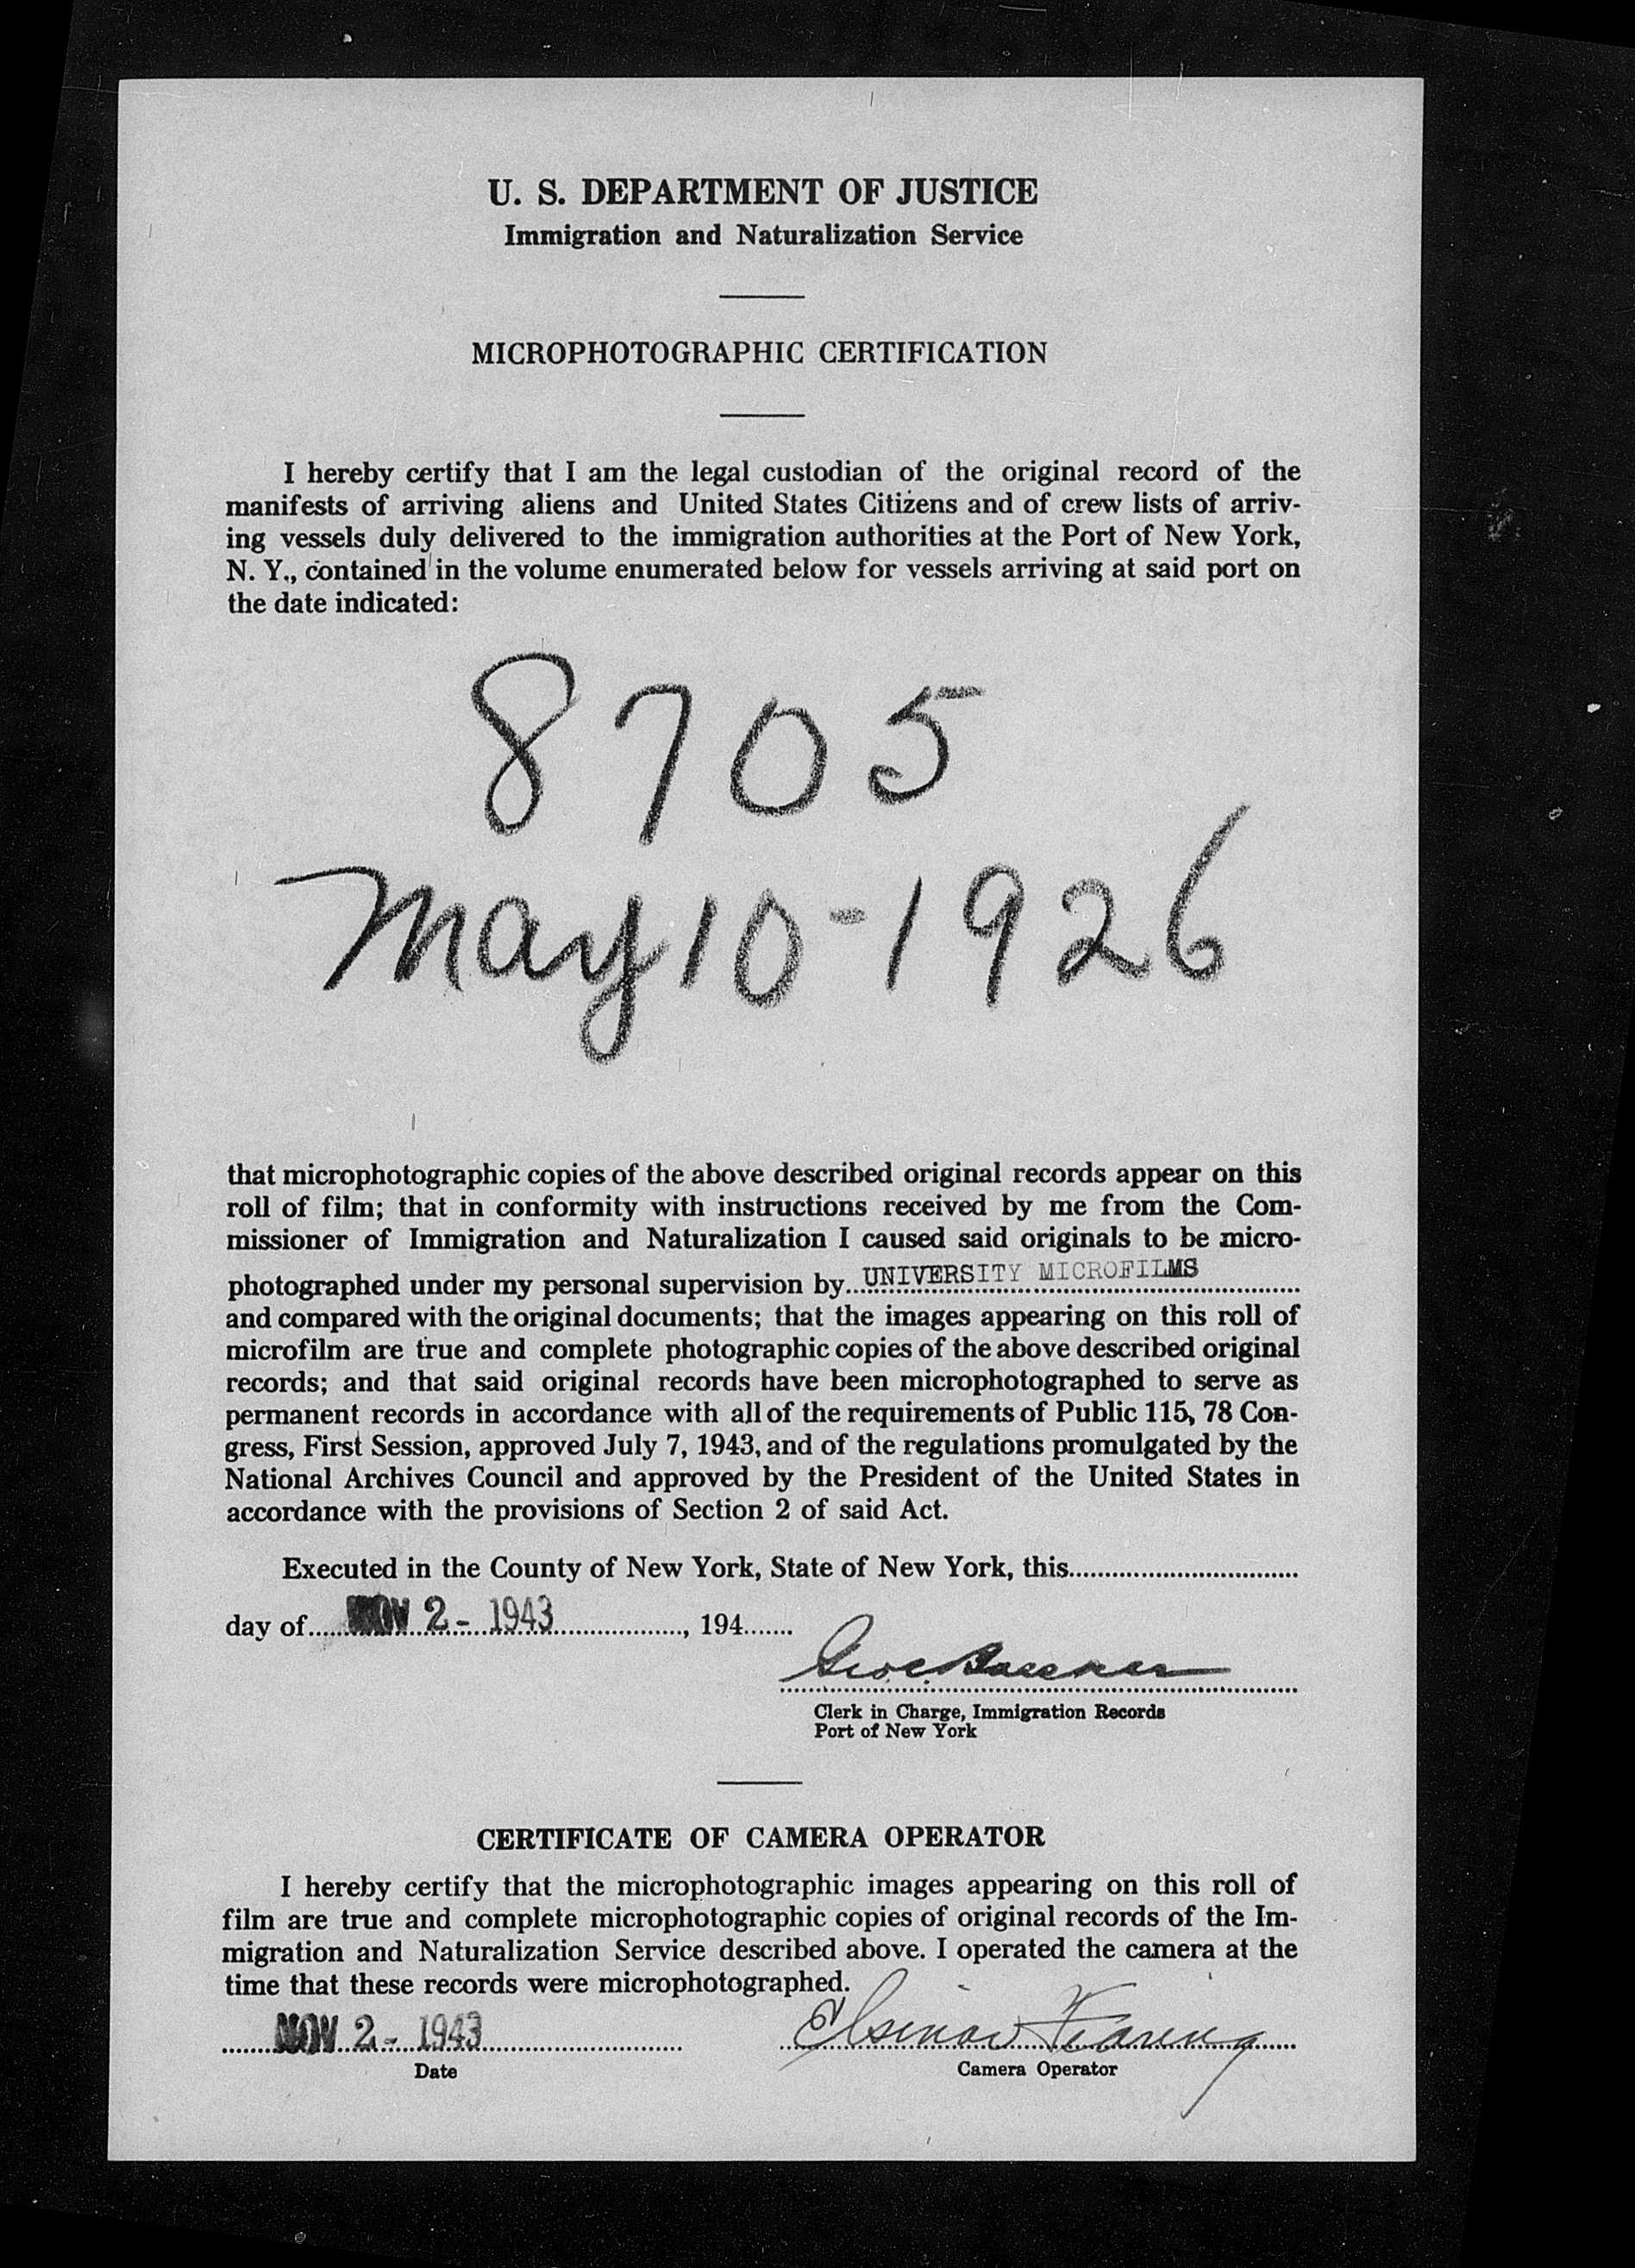 U. S. DEPARTMENT OF JUSTICE
Immigration and Naturalization Service
MICROPHOTOGRAPHIC CERTIFICATION
I hereby certify that I am the legal custodian of the original record of the
manifests of arriving aliens and United States Citizens and of crew lists of arriv-
ing vessels duly delivered to the immigration authorities at the Port of New York,
N. Y., contained in the volume enumerated below for vessels arriving at said port on
the date indicated:
8705
May 10-1926
that microphotographic copies of the above described original records appear on this
roll of film; that in conformity with instructions received by me from the Com-
missioner of Immigration and Naturalization I caused said originals to be micro-
photographed under my personal supervision by UNIVERSITY MICROFILMS
and compared with the original documents; that the images appearing on this roll of
microfilm are true and complete photographic copies of the above described original
records; and that said original records have been microphotographed to serve as
permanent records in accordance with all of the requirements of Public 115, 78 Con-
gress, First Session, approved July 7, 1943, and of the regulations promulgated by the
National Archives Council and approved by the President of the United States in
accordance with the provisions of Section 2 of said Act.
Executed in the County of New York, State of New York, this
day of NOV 2 - 1943, 194
Clerk in Charge, Immigration Records
Port of New York
CERTIFICATE OF CAMERA OPERATOR
I hereby certify that the microphotographic images appearing on this roll of
film are true and complete microphotographic copies of original records of the Im-
migration and Naturalization Service described above. I operated the camera at the
time that these records were microphotographed.
NOV 2 - 1943
Date
Camera Operator